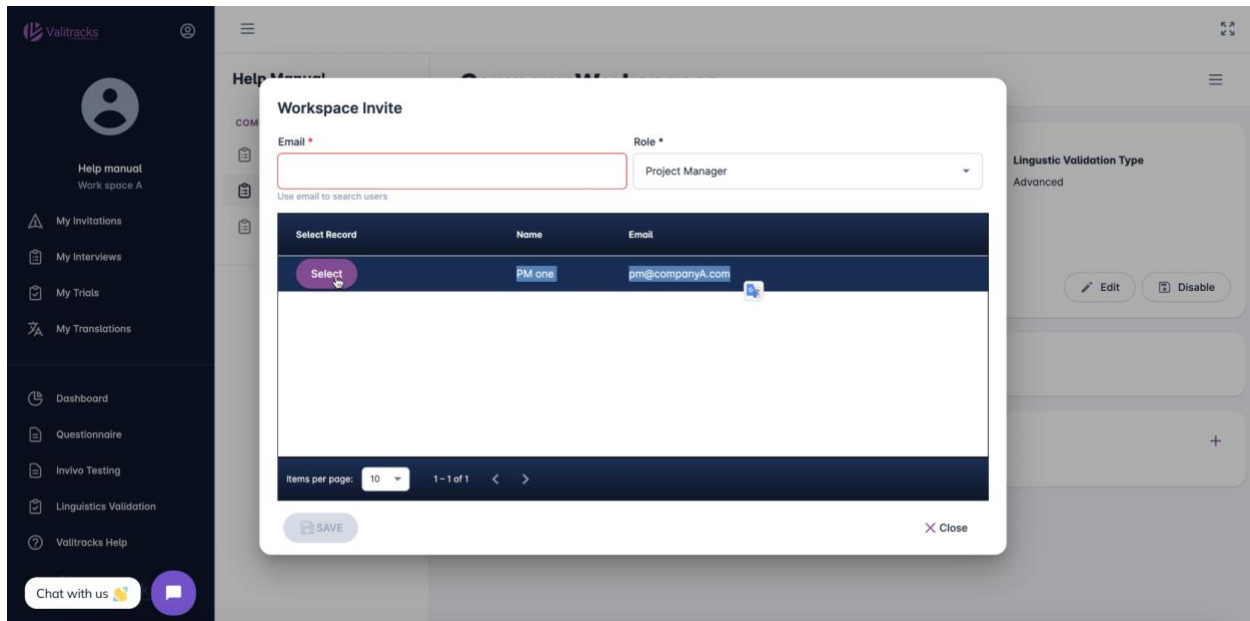 Valitracks
Help manual
Work space A
My Invitations
My Interviews
My Trials
My Translations
Dashboard
Questionnaire
Invivo Testing
Linguistics Validation
Valitracks Help
Chat with us 👋
Help Manual
COM
Workspace Invite
Email *
Role *
Project Manager
Use email to search users
Select Record Name Email
Select PM one pm@companyA.com
Items per page: 10 1 – 1 of 1
SAVE
Close
Lingustic Validation Type
Advanced
Edit Disable